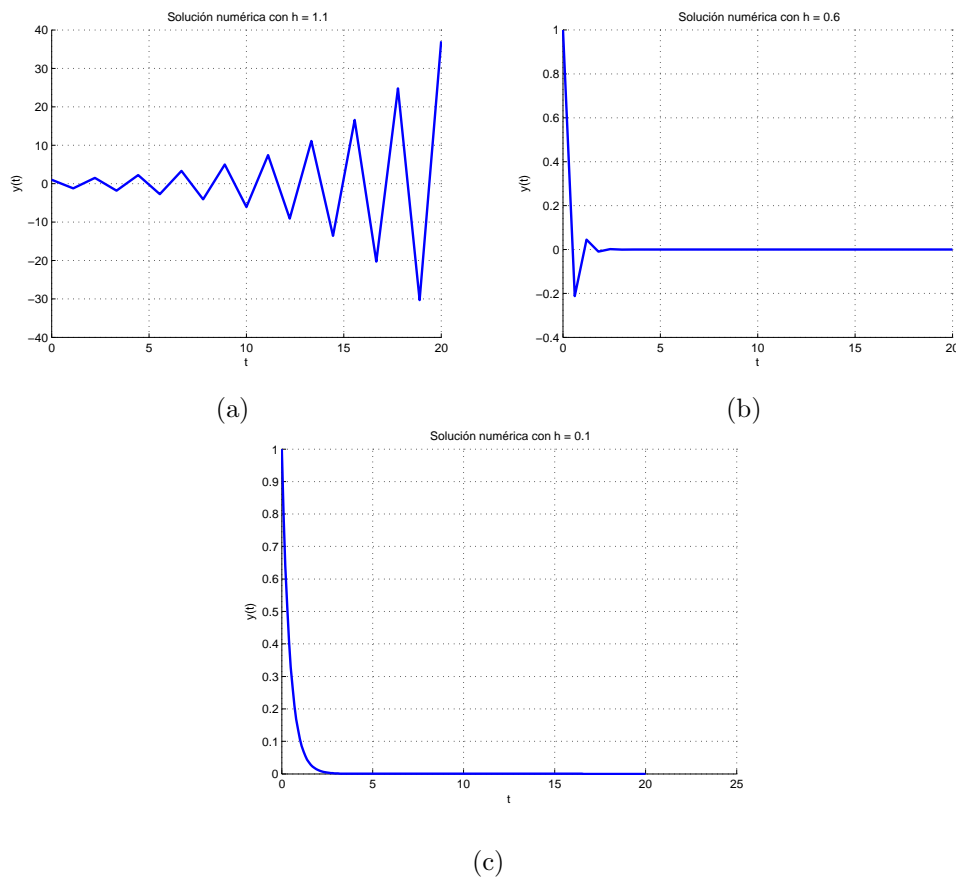 Solución numérica con h = 1.1
40
30
20
10
0
−10
−20
−30
−40
y(t)
0 5 10 15 20
t
(a)
Solución numérica con h = 0.6
1
0.8
0.6
0.4
0.2
0
−0.2
−0.4
y(t)
0 5 10 15 20
t
(b)
Solución numérica con h = 0.1
1
0.9
0.8
0.7
0.6
0.5
0.4
0.3
0.2
0.1
0
y(t)
0 5 10 15 20 25
t
(c)